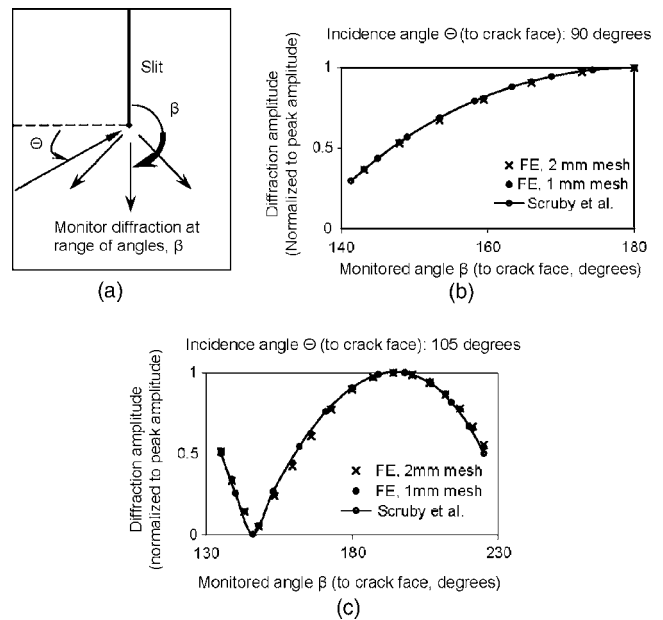 (a)
Slit
β
Θ
Monitor diffraction at
range of angles, β
Incidence angle Θ (to crack face): 90 degrees
Diffraction amplitude
(Normalized to peak amplitude)
1
0.5
0
140
160
180
FE, 2 mm mesh
FE, 1 mm mesh
Scruby et al.
Monitored angle β (to crack face, degrees)
(b)
Incidence angle Θ (to crack face): 105 degrees
Diffraction amplitude
(normalized to peak amplitude)
1
0.5
0
130
180
230
FE, 2mm mesh
FE, 1mm mesh
Scruby et al.
Monitored angle β (to crack face, degrees)
(c)